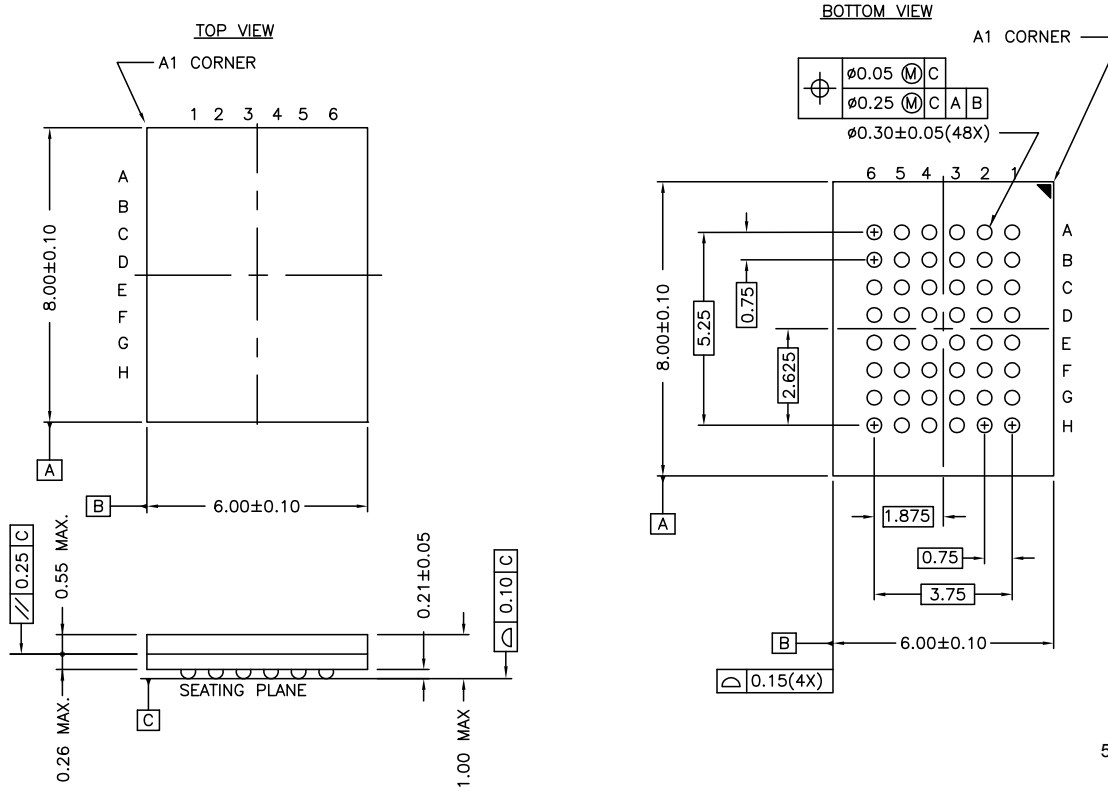 TOP VIEW
A1 CORNER
1 2 3 4 5 6
A
B
C
D
E
F
G
H
8.00±0.10
A
B
6.00±0.10
// 0.25 C
0.55 MAX.
0.21±0.05
⌓ 0.10 C
SEATING PLANE
C
0.26 MAX.
1.00 MAX
BOTTOM VIEW
A1 CORNER
⌖ ø0.05 Ⓜ C
ø0.25 Ⓜ C A B
ø0.30±0.05(48X)
6 5 4 3 2 1
A
B
C
D
E
F
G
H
8.00±0.10
5.25
0.75
2.625
A
1.875
0.75
3.75
B
6.00±0.10
⌓ 0.15(4X)
5